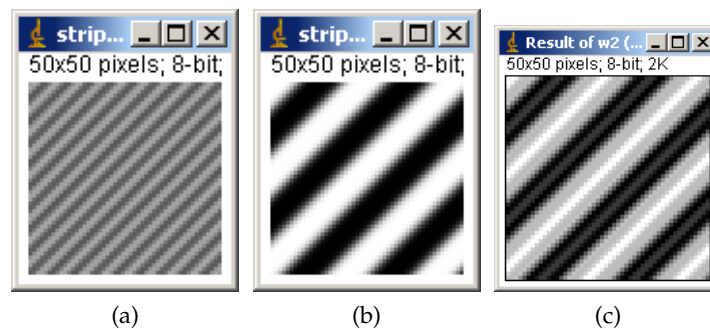 strip...
50x50 pixels; 8-bit;
strip...
50x50 pixels; 8-bit;
Result of w2 (...
50x50 pixels; 8-bit; 2K
(a)
(b)
(c)